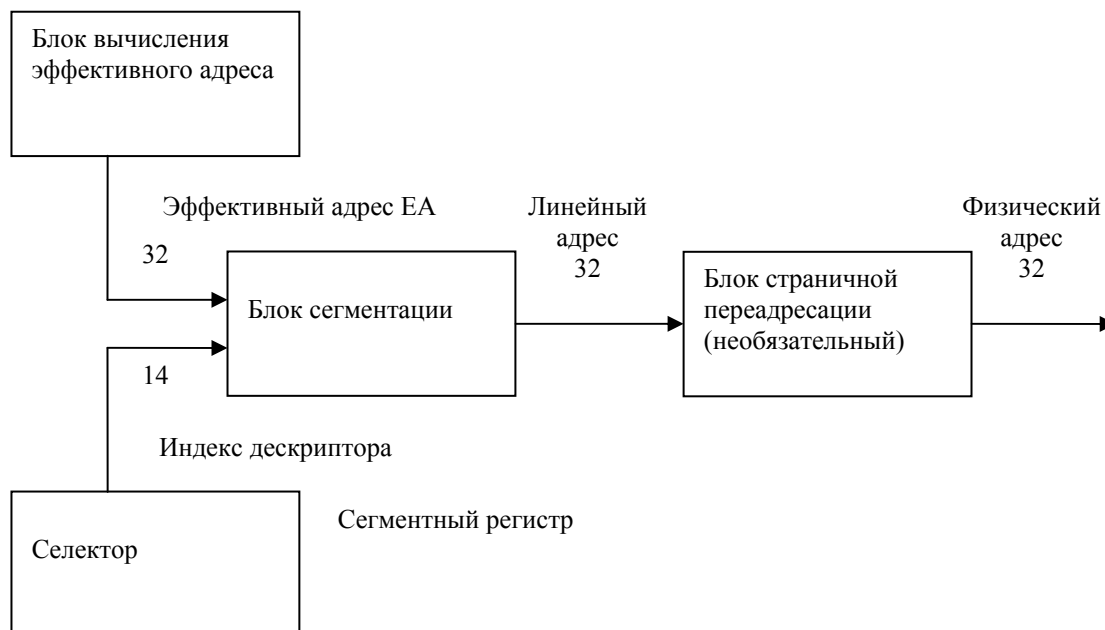 Блок вычисления
эффективного адреса
Эффективный адрес EA
32
Линейный
адрес
32
Физический
адрес
32
Блок сегментации
Блок страничной
переадресации
(необязательный)
14
Индекс дескриптора
Сегментный регистр
Селектор